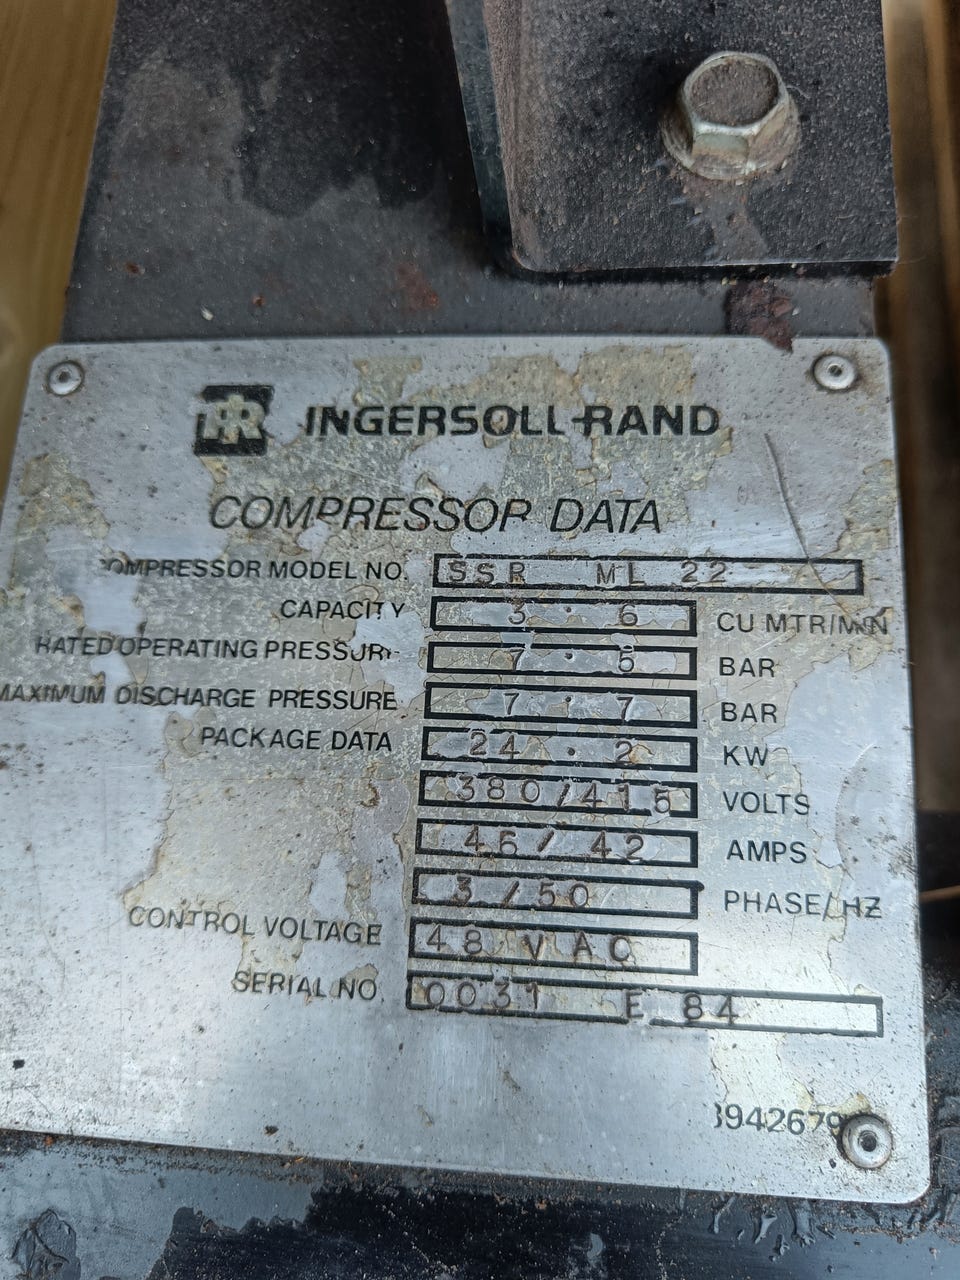 IR INGERSOLL-RAND
COMPRESSOR DATA
COMPRESSOR MODEL NO. SSR ML 22
CAPACITY 3.6 CU MTR/MIN
RATED OPERATING PRESSURE 7.5 BAR
MAXIMUM DISCHARGE PRESSURE 7.7 BAR
PACKAGE DATA 24.2 KW
380/415 VOLTS
46/42 AMPS
3/50 PHASE/HZ
CONTROL VOLTAGE 48 VAC
SERIAL NO. 0031 E 84